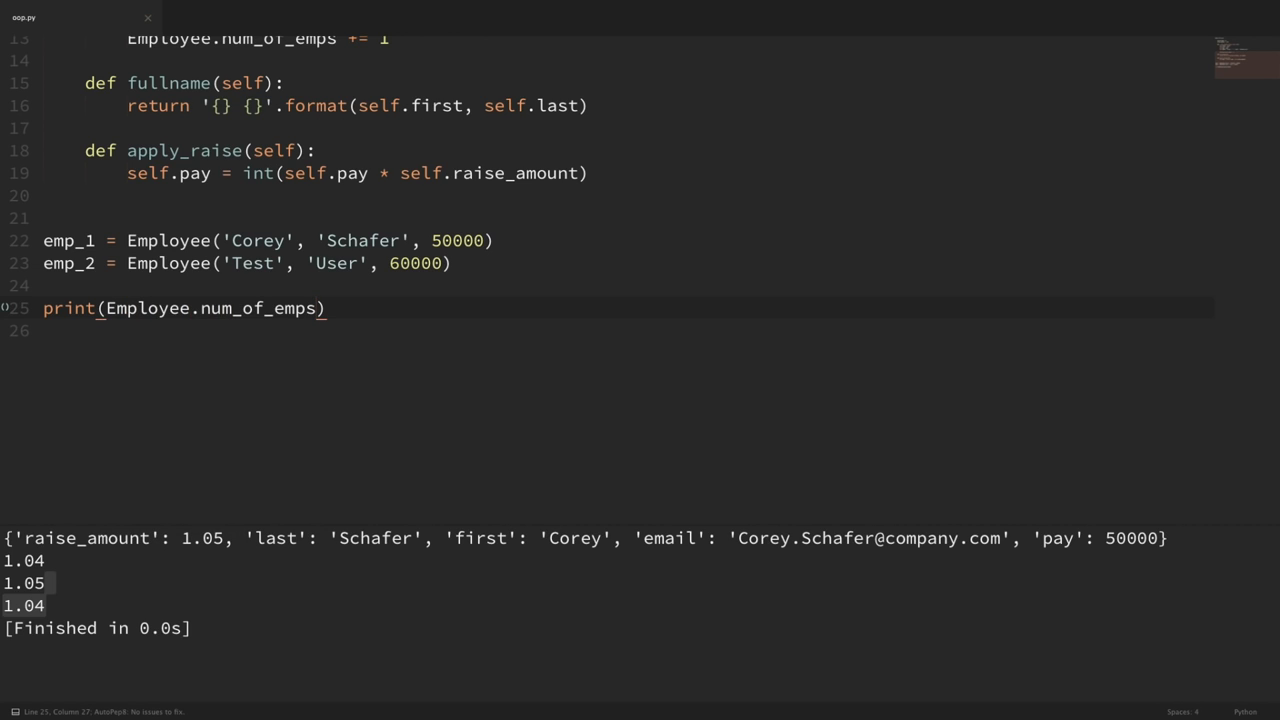 oop.py ×
13 Employee.num_of_emps += 1
14
15 def fullname(self):
16 return '{} {}'.format(self.first, self.last)
17
18 def apply_raise(self):
19 self.pay = int(self.pay * self.raise_amount)
20
21
22 emp_1 = Employee('Corey', 'Schafer', 50000)
23 emp_2 = Employee('Test', 'User', 60000)
24
()25 print(Employee.num_of_emps)
26
{'raise_amount': 1.05, 'last': 'Schafer', 'first': 'Corey', 'email': 'Corey.Schafer@company.com', 'pay': 50000}
1.04
1.05
1.04
[Finished in 0.0s]
Line 25, Column 27; AutoPep8: No issues to fix. Spaces: 4 Python